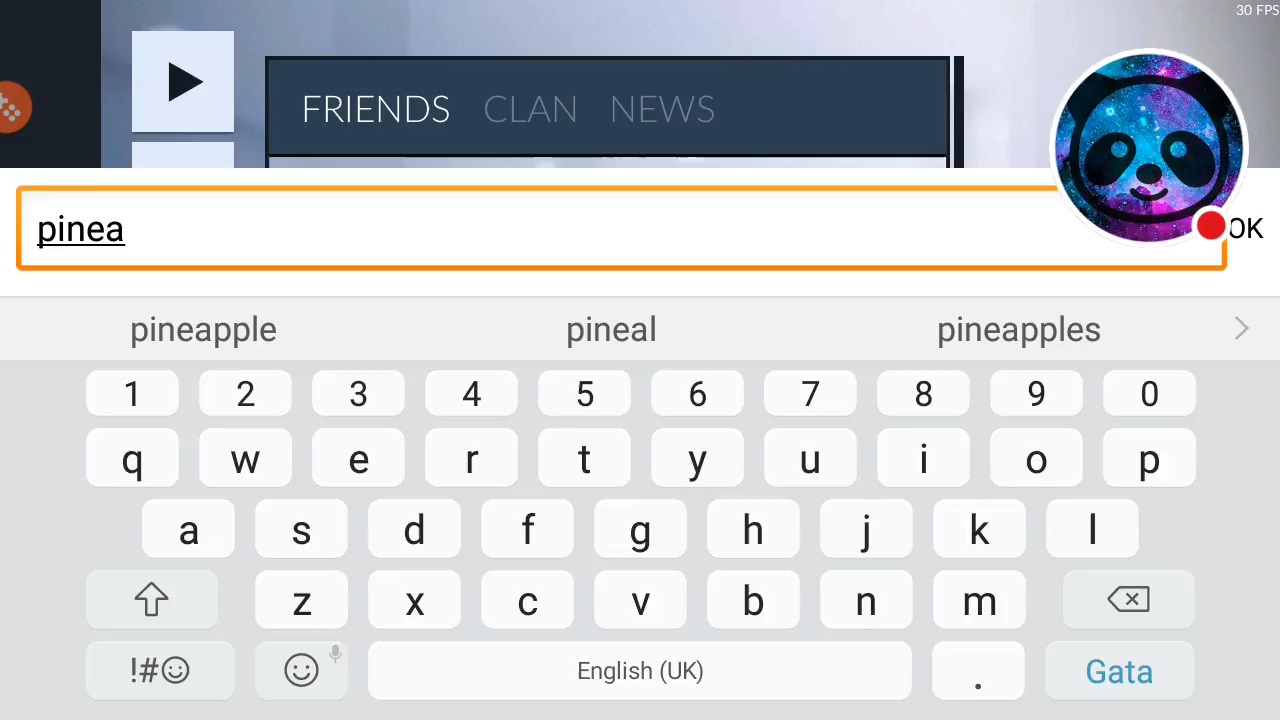 30 FPS
FRIENDS CLAN NEWS
pinea
OK
pineapple pineal pineapples
1 2 3 4 5 6 7 8 9 0
q w e r t y u i o p
a s d f g h j k l
z x c v b n m
!#☺ English (UK) . Gata